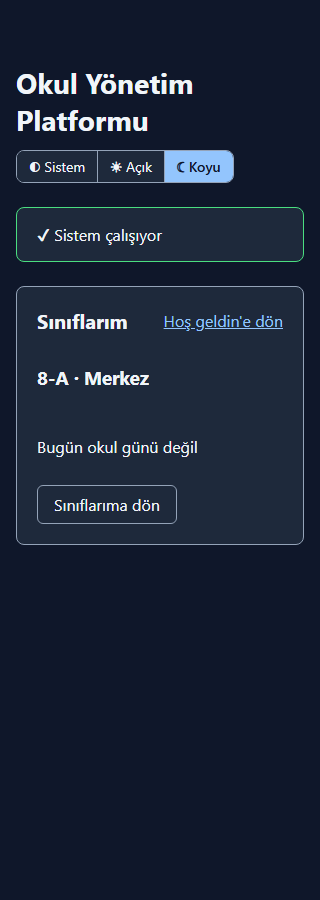 Okul Yönetim
Platformu
◐ Sistem ☀ Açık ☾ Koyu
✓ Sistem çalışıyor
Sınıflarım Hoş geldin'e dön
8-A · Merkez
Bugün okul günü değil
Sınıflarıma dön